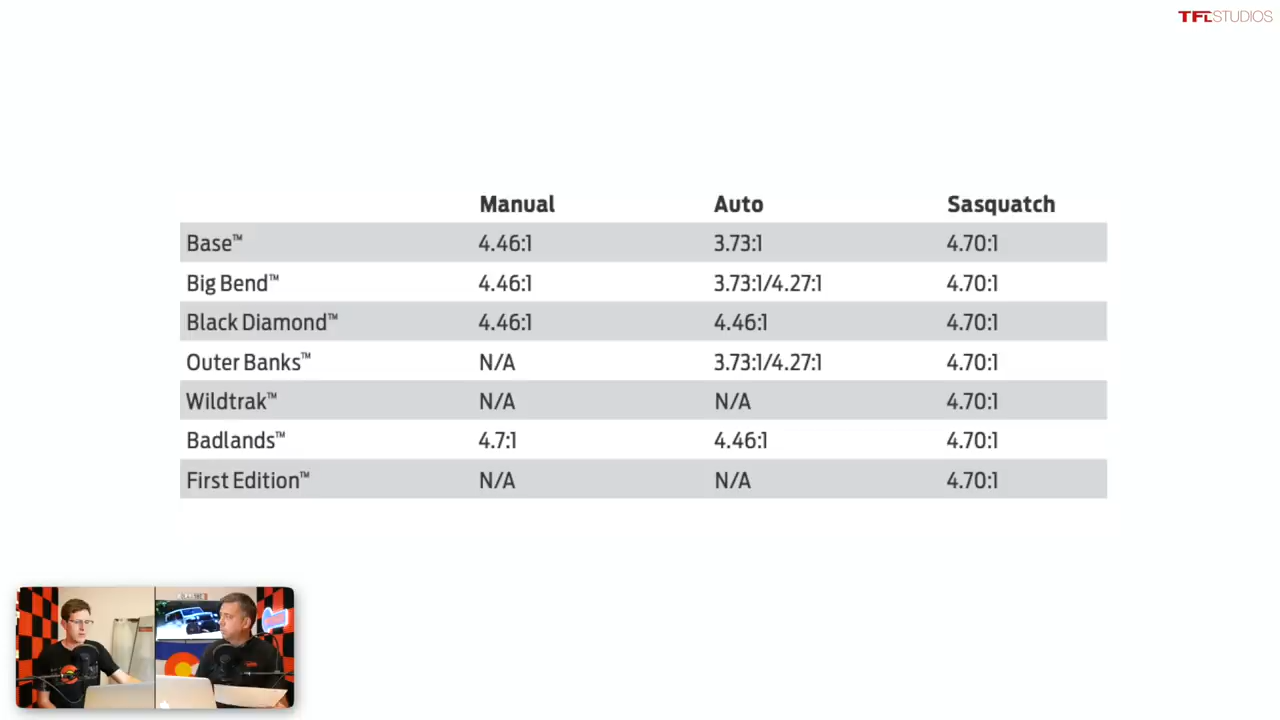 TFLSTUDIOS
Manual Auto Sasquatch
Base™ 4.46:1 3.73:1 4.70:1
Big Bend™ 4.46:1 3.73:1/4.27:1 4.70:1
Black Diamond™ 4.46:1 4.46:1 4.70:1
Outer Banks™ N/A 3.73:1/4.27:1 4.70:1
Wildtrak™ N/A N/A 4.70:1
Badlands™ 4.7:1 4.46:1 4.70:1
First Edition™ N/A N/A 4.70:1